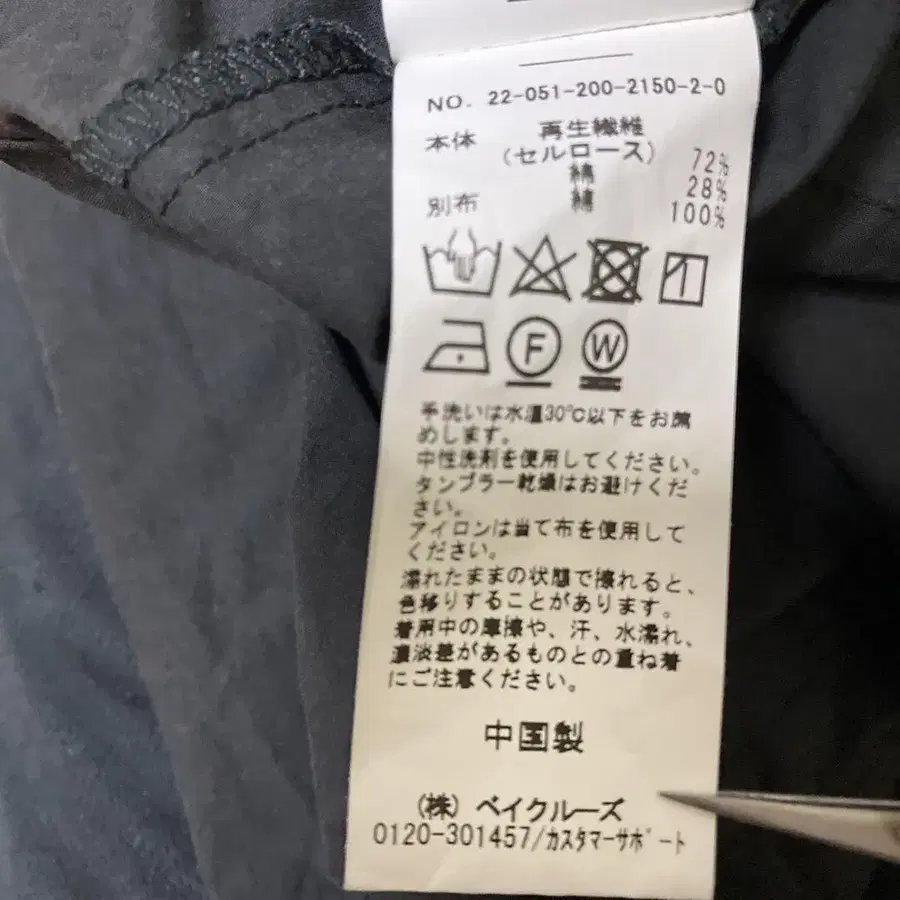 NO. 22-051-200-2150-2-0
本体 再生繊維
(セルロース) 72%
綿 28%
別布 綿 100%
F W
手洗いは水温30℃以下をお薦
めします。
中性洗剤を使用してください。
タンブラー乾燥はお避けくだ
さい。
アイロンは当て布を使用して
ください。
濡れたままの状態で擦れると、
色移りすることがあります。
着用中の摩擦や、汗、水濡れ、
濃淡差があるものとの重ね着
にご注意ください。
中国製
(株) ベイクルーズ
0120-301457/カスタマーサポート